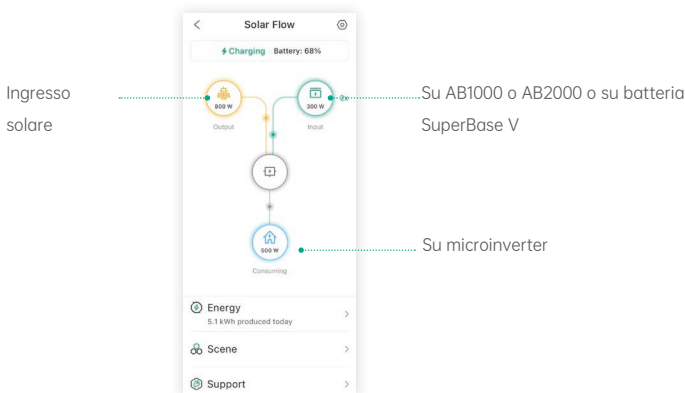 Solar Flow
Charging Battery: 68%
Ingresso
solare
800 W
Output
300 W
2x
Input
Su AB1000 o AB2000 o su batteria
SuperBase V
500 W
Consuming
Su microinverter
Energy
5.1 kWh produced today
Scene
Support